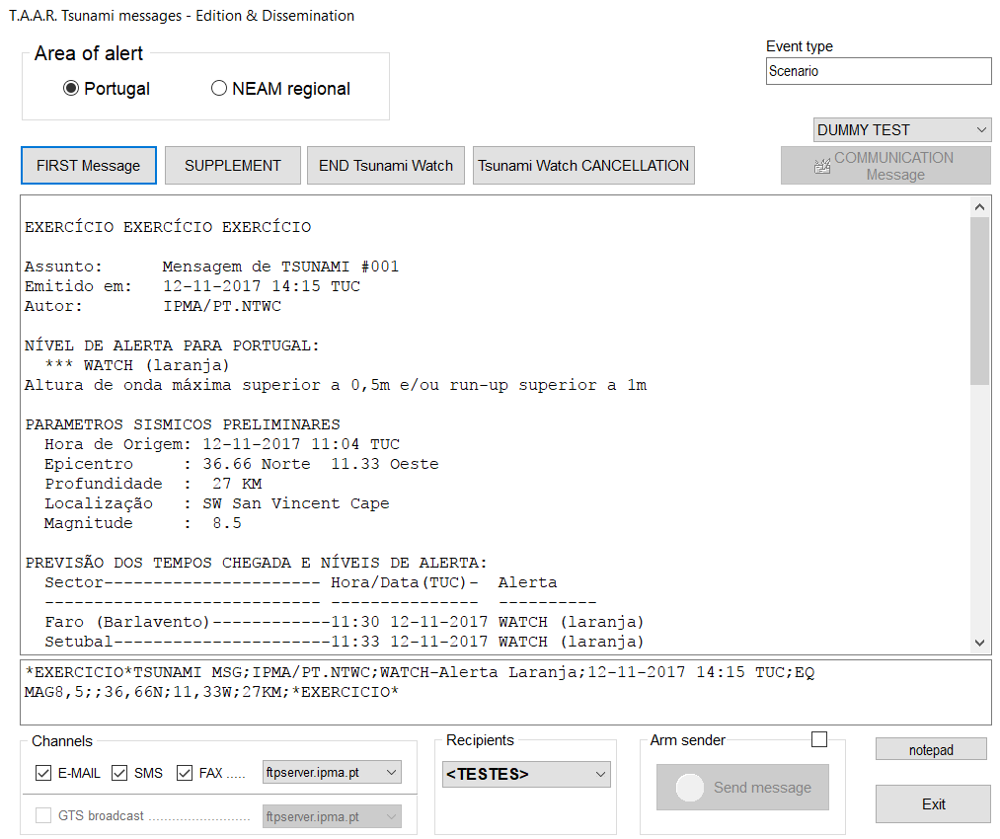 T.A.A.R. Tsunami messages - Edition & Dissemination
Area of alert
Portugal
NEAM regional
Event type
Scenario
DUMMY TEST
FIRST Message
SUPPLEMENT
END Tsunami Watch
Tsunami Watch CANCELLATION
COMMUNICATION
Message
EXERCÍCIO EXERCÍCIO EXERCÍCIO
Assunto:      Mensagem de TSUNAMI #001
Emitido em:   12-11-2017 14:15 TUC
Autor:        IPMA/PT.NTWC
NÍVEL DE ALERTA PARA PORTUGAL:
*** WATCH (laranja)
Altura de onda máxima superior a 0,5m e/ou run-up superior a 1m
PARAMETROS SISMICOS PRELIMINARES
Hora de Origem: 12-11-2017 11:04 TUC
Epicentro     : 36.66 Norte  11.33 Oeste
Profundidade  :  27 KM
Localização   : SW San Vincent Cape
Magnitude     :  8.5
PREVISÃO DOS TEMPOS CHEGADA E NÍVEIS DE ALERTA:
Sector---------------------- Hora/Data(TUC)-  Alerta
---------------------------- ---------------  ----------
Faro (Barlavento)------------11:30 12-11-2017 WATCH (laranja)
Setubal----------------------11:33 12-11-2017 WATCH (laranja)
*EXERCICIO*TSUNAMI MSG;IPMA/PT.NTWC;WATCH-Alerta Laranja;12-11-2017 14:15 TUC;EQ
MAG8,5;;36,66N;11,33W;27KM;*EXERCICIO*
Channels
E-MAIL
SMS
FAX .....
ftpserver.ipma.pt
GTS broadcast ..........................
ftpserver.ipma.pt
Recipients
<TESTES>
Arm sender
Send message
notepad
Exit